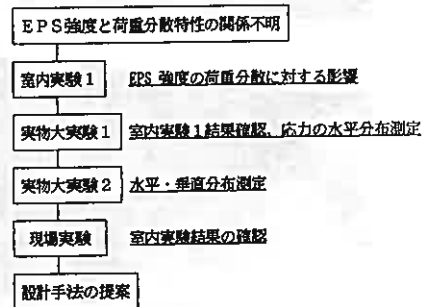 ＥＰＳ強度と荷重分散特性の関係不明
室内実験１ EPS 強度の荷重分散に対する影響
実物大実験１ 室内実験１結果確認、応力の水平分布測定
実物大実験２ 水平・垂直分布測定
現場実験 室内実験結果の確認
設計手法の提案